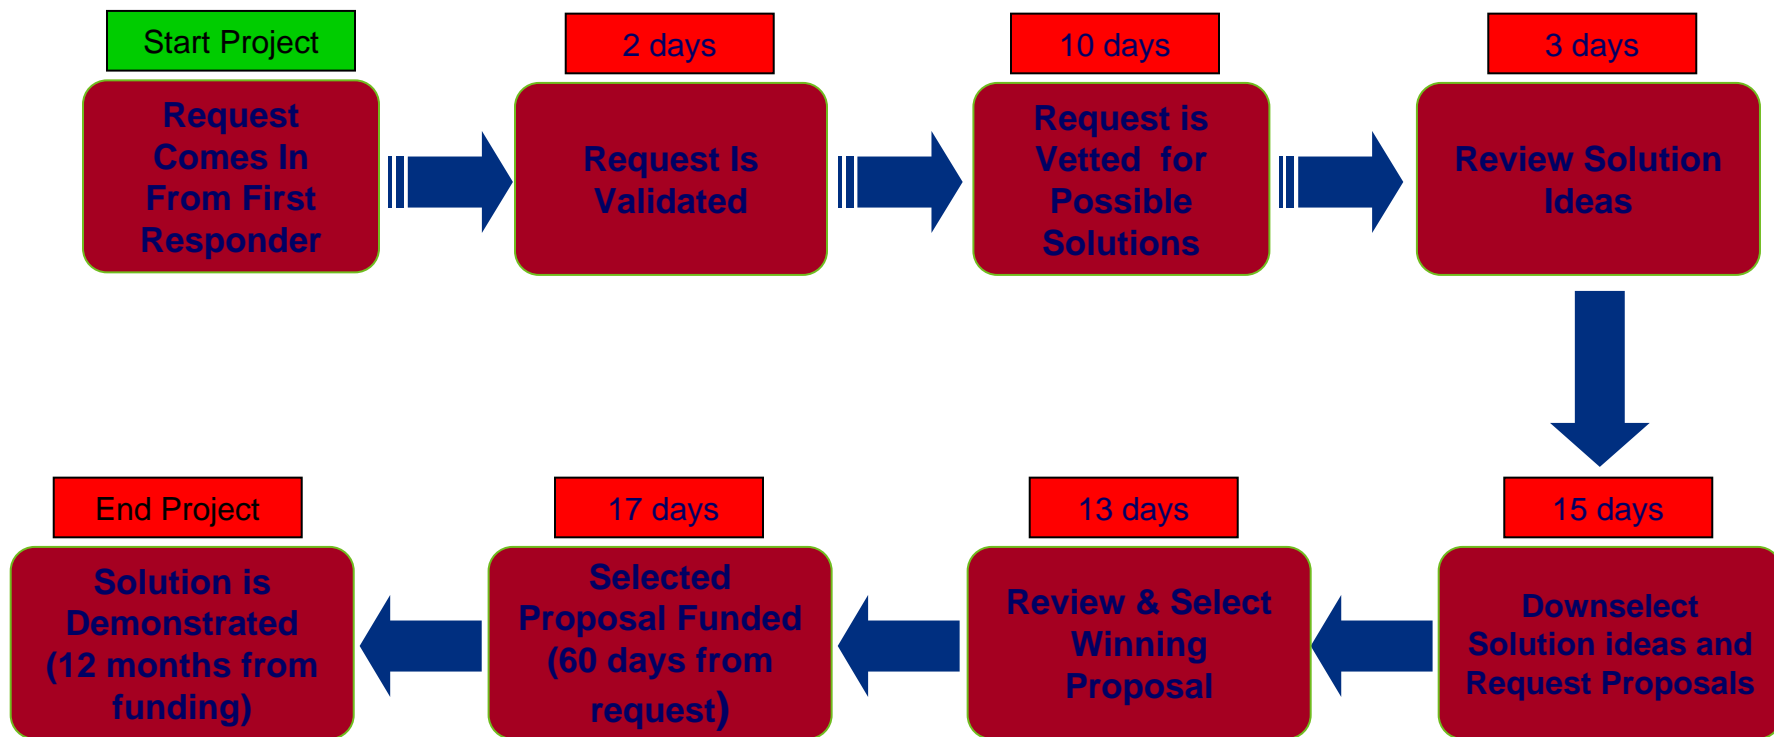 Start Project
Request
Comes In
From First
Responder
2 days
Request Is
Validated
10 days
Request is
Vetted for
Possible
Solutions
3 days
Review Solution
Ideas
15 days
Downselect
Solution ideas and
Request Proposals
13 days
Review & Select
Winning
Proposal
17 days
Selected
Proposal Funded
(60 days from
request)
End Project
Solution is
Demonstrated
(12 months from
funding)